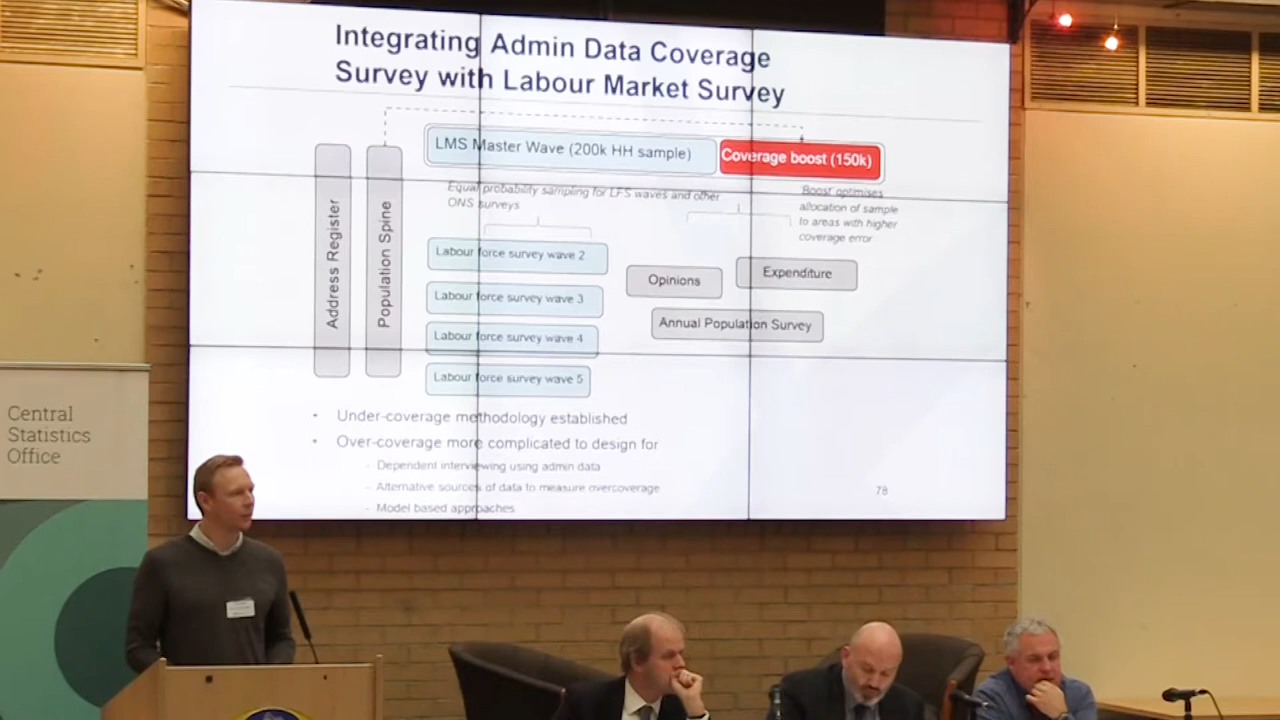 Integrating Admin Data Coverage
Survey with Labour Market Survey
LMS Master Wave (200k HH sample)
Coverage boost (150k)
Address Register
Population Spine
Equal probability sampling for LFS waves and other
ONS surveys
Boost optimises
allocation of sample
to areas with higher
coverage error
Labour force survey wave 2
Labour force survey wave 3
Labour force survey wave 4
Labour force survey wave 5
Opinions
Expenditure
Annual Population Survey
• Under-coverage methodology established
• Over-coverage more complicated to design for
- Dependent interviewing using admin data
- Alternative sources of data to measure overcoverage
- Model based approaches
78
Central
Statistics
Office